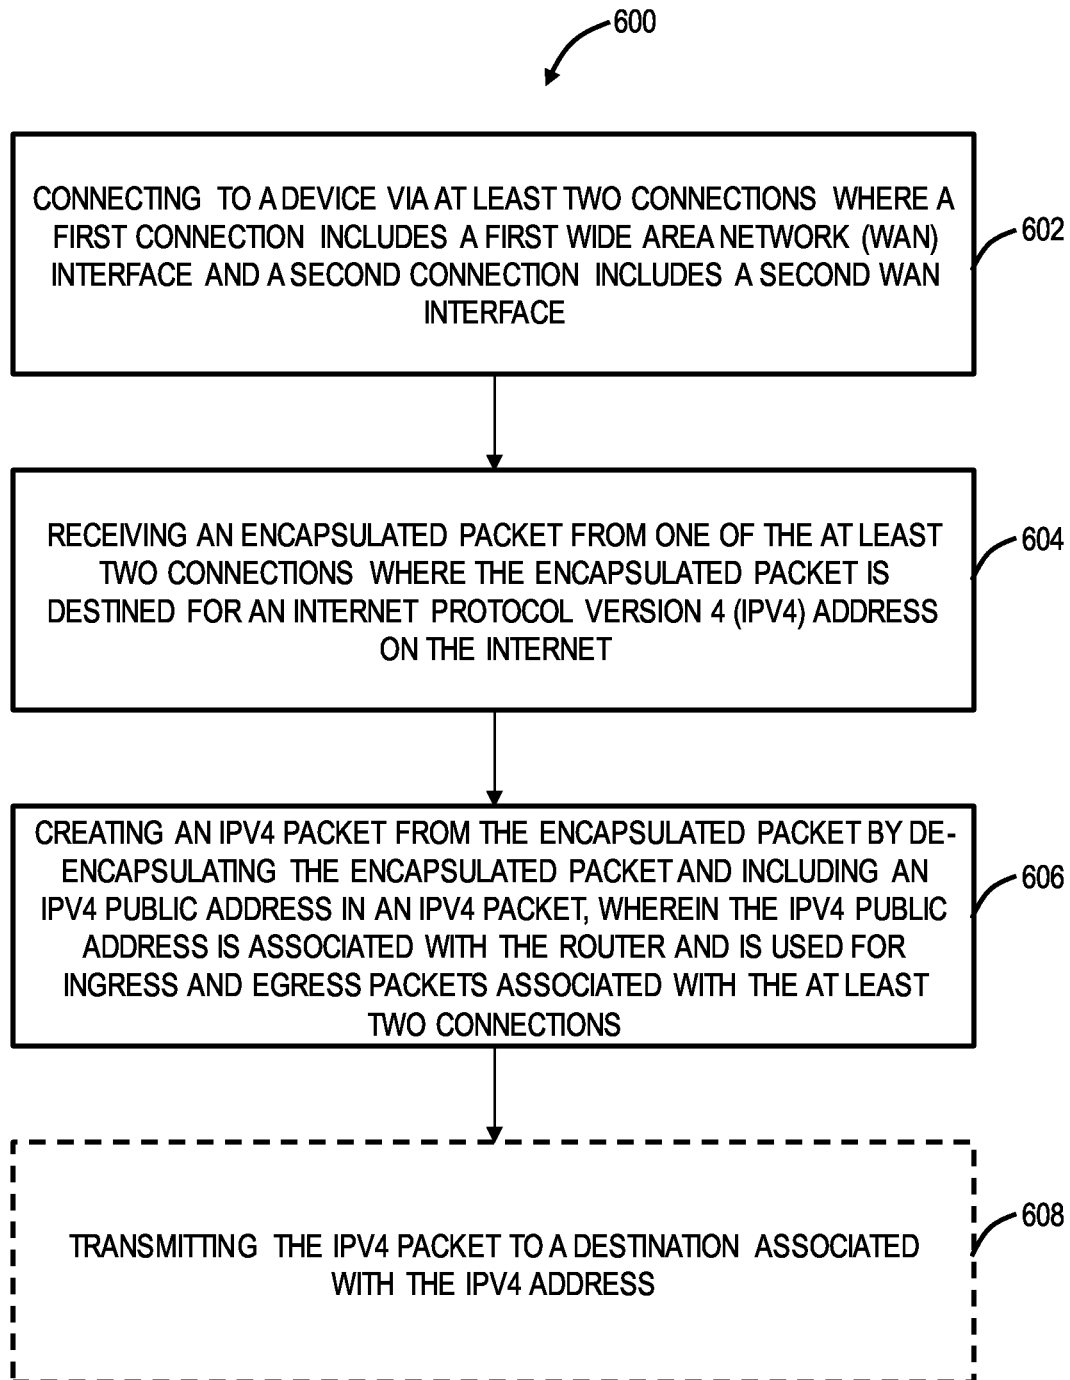 600
CONNECTING TO A DEVICE VIA AT LEAST TWO CONNECTIONS WHERE A
FIRST CONNECTION INCLUDES A FIRST WIDE AREA NETWORK (WAN)
INTERFACE AND A SECOND CONNECTION INCLUDES A SECOND WAN
INTERFACE
602
RECEIVING AN ENCAPSULATED PACKET FROM ONE OF THE AT LEAST
TWO CONNECTIONS WHERE THE ENCAPSULATED PACKET IS
DESTINED FOR AN INTERNET PROTOCOL VERSION 4 (IPV4) ADDRESS
ON THE INTERNET
604
CREATING AN IPV4 PACKET FROM THE ENCAPSULATED PACKET BY DE-
ENCAPSULATING THE ENCAPSULATED PACKET AND INCLUDING AN
IPV4 PUBLIC ADDRESS IN AN IPV4 PACKET, WHEREIN THE IPV4 PUBLIC
ADDRESS IS ASSOCIATED WITH THE ROUTER AND IS USED FOR
INGRESS AND EGRESS PACKETS ASSOCIATED WITH THE AT LEAST
TWO CONNECTIONS
606
TRANSMITTING THE IPV4 PACKET TO A DESTINATION ASSOCIATED
WITH THE IPV4 ADDRESS
608